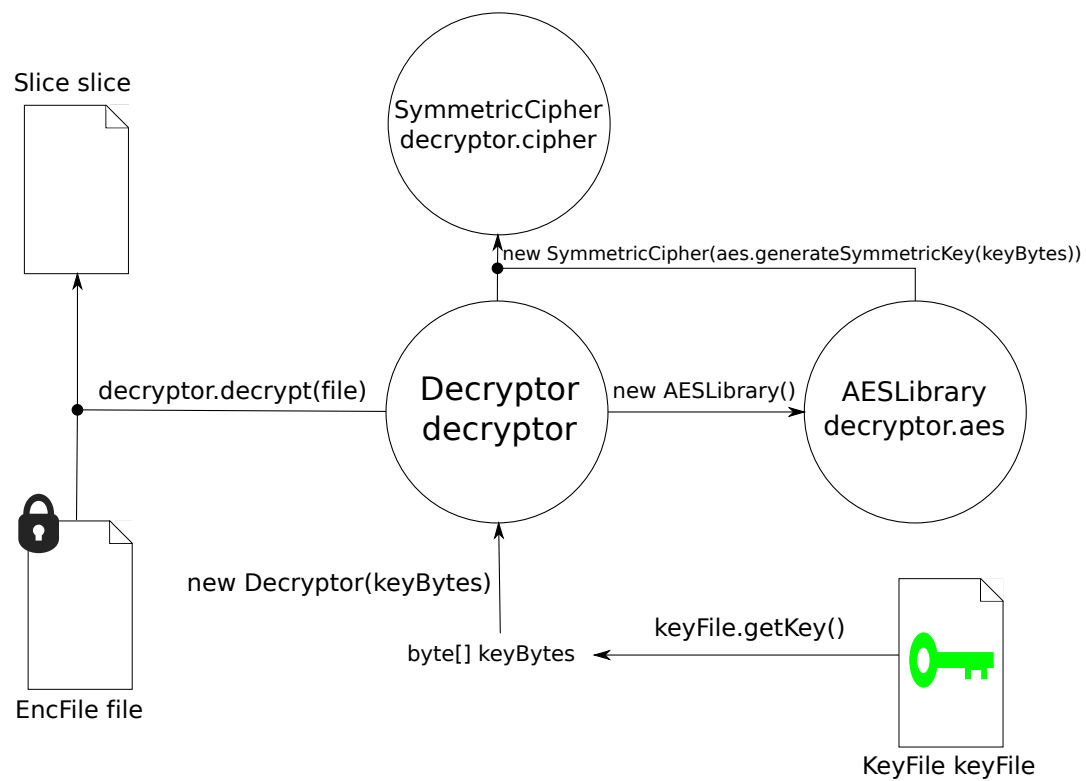 Slice slice
SymmetricCipher
decryptor.cipher
new SymmetricCipher(aes.generateSymmetricKey(keyBytes))
decryptor.decrypt(file)
Decryptor
decryptor
new AESLibrary()
AESLibrary
decryptor.aes
new Decryptor(keyBytes)
keyFile.getKey()
byte[] keyBytes
EncFile file
KeyFile keyFile